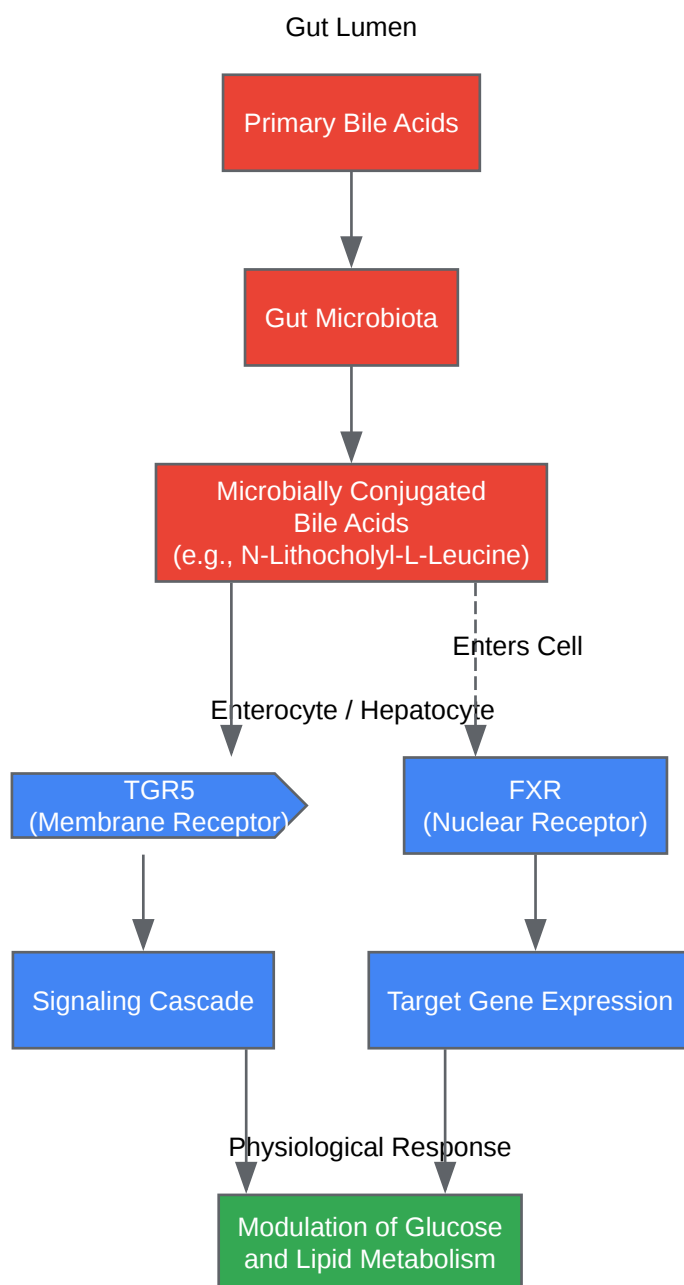 Gut Lumen
Primary Bile Acids
Gut Microbiota
Microbially Conjugated
Bile Acids
(e.g., N-Lithocholyl-L-Leucine)
Enters Cell
Enterocyte / Hepatocyte
TGR5
(Membrane Receptor)
FXR
(Nuclear Receptor)
Signaling Cascade
Target Gene Expression
Physiological Response
Modulation of Glucose
and Lipid Metabolism